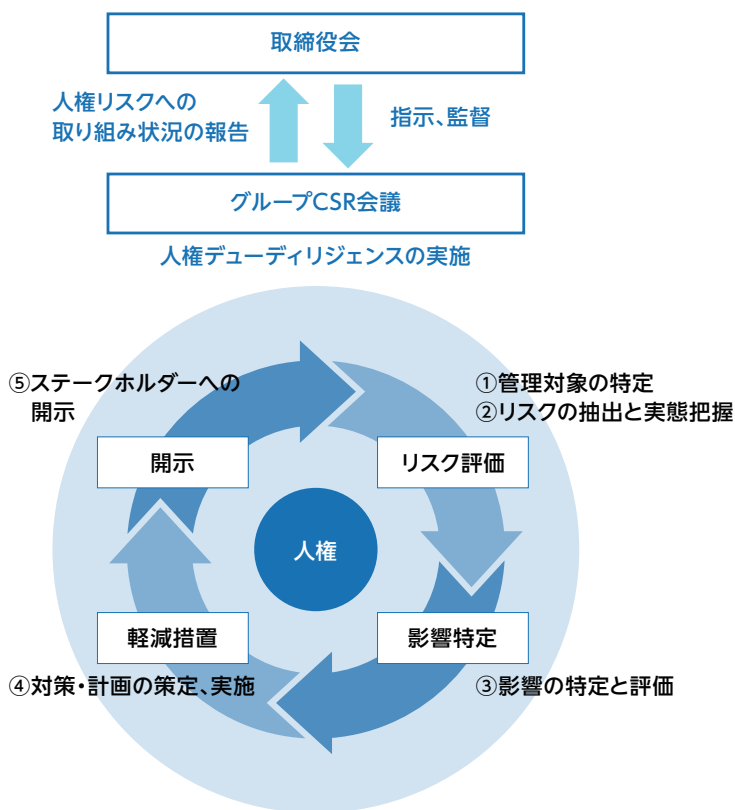 取締役会
人権リスクへの
取り組み状況の報告
指示、監督
グループCSR会議
人権デューディリジェンスの実施
⑤ステークホルダーへの
開示
①管理対象の特定
②リスクの抽出と実態把握
開示
リスク評価
人権
軽減措置
影響特定
④対策・計画の策定、実施
③影響の特定と評価